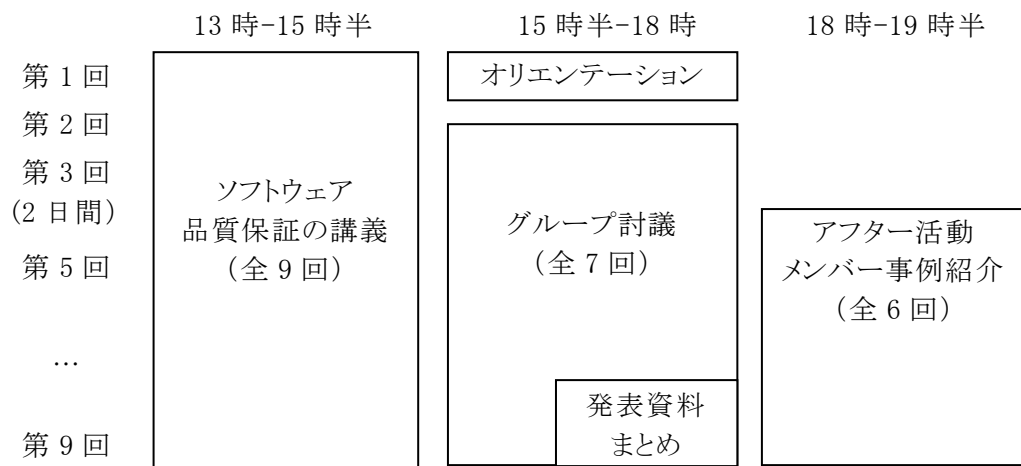 13 時-15 時半
15 時半-18 時
18 時-19 時半
第 1 回
オリエンテーション
第 2 回
第 3 回
(2 日間)
第 5 回
…
第 9 回
ソフトウェア
品質保証の講義
(全 9 回)
グループ討議
(全 7 回)
アフター活動
メンバー事例紹介
(全 6 回)
発表資料
まとめ